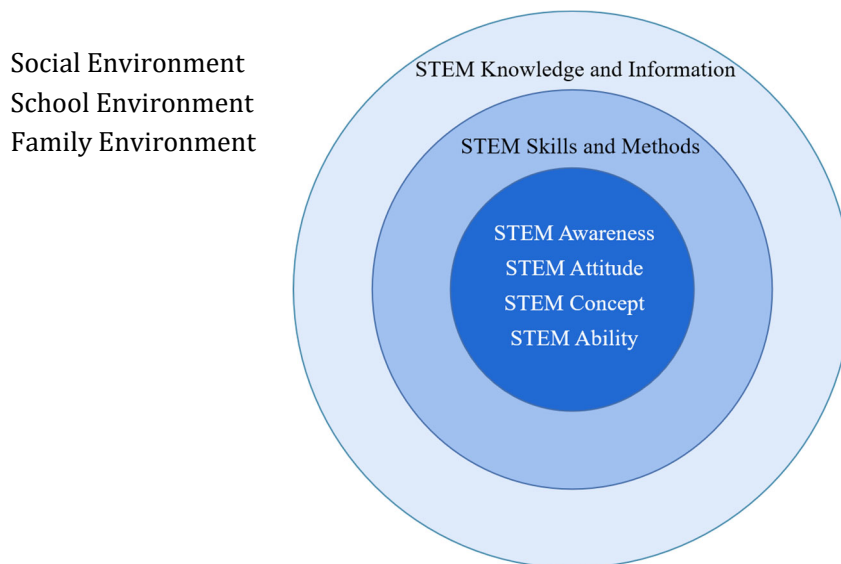 Social Environment
School Environment
Family Environment
STEM Knowledge and Information
STEM Skills and Methods
STEM Awareness
STEM Attitude
STEM Concept
STEM Ability